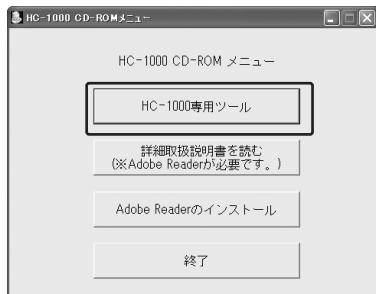 HC-1000 CD-ROMメニュー
HC-1000 CD-ROM メニュー
HC-1000専用ツール
詳細取扱説明書を読む
(※Adobe Readerが必要です。)
Adobe Readerのインストール
終了